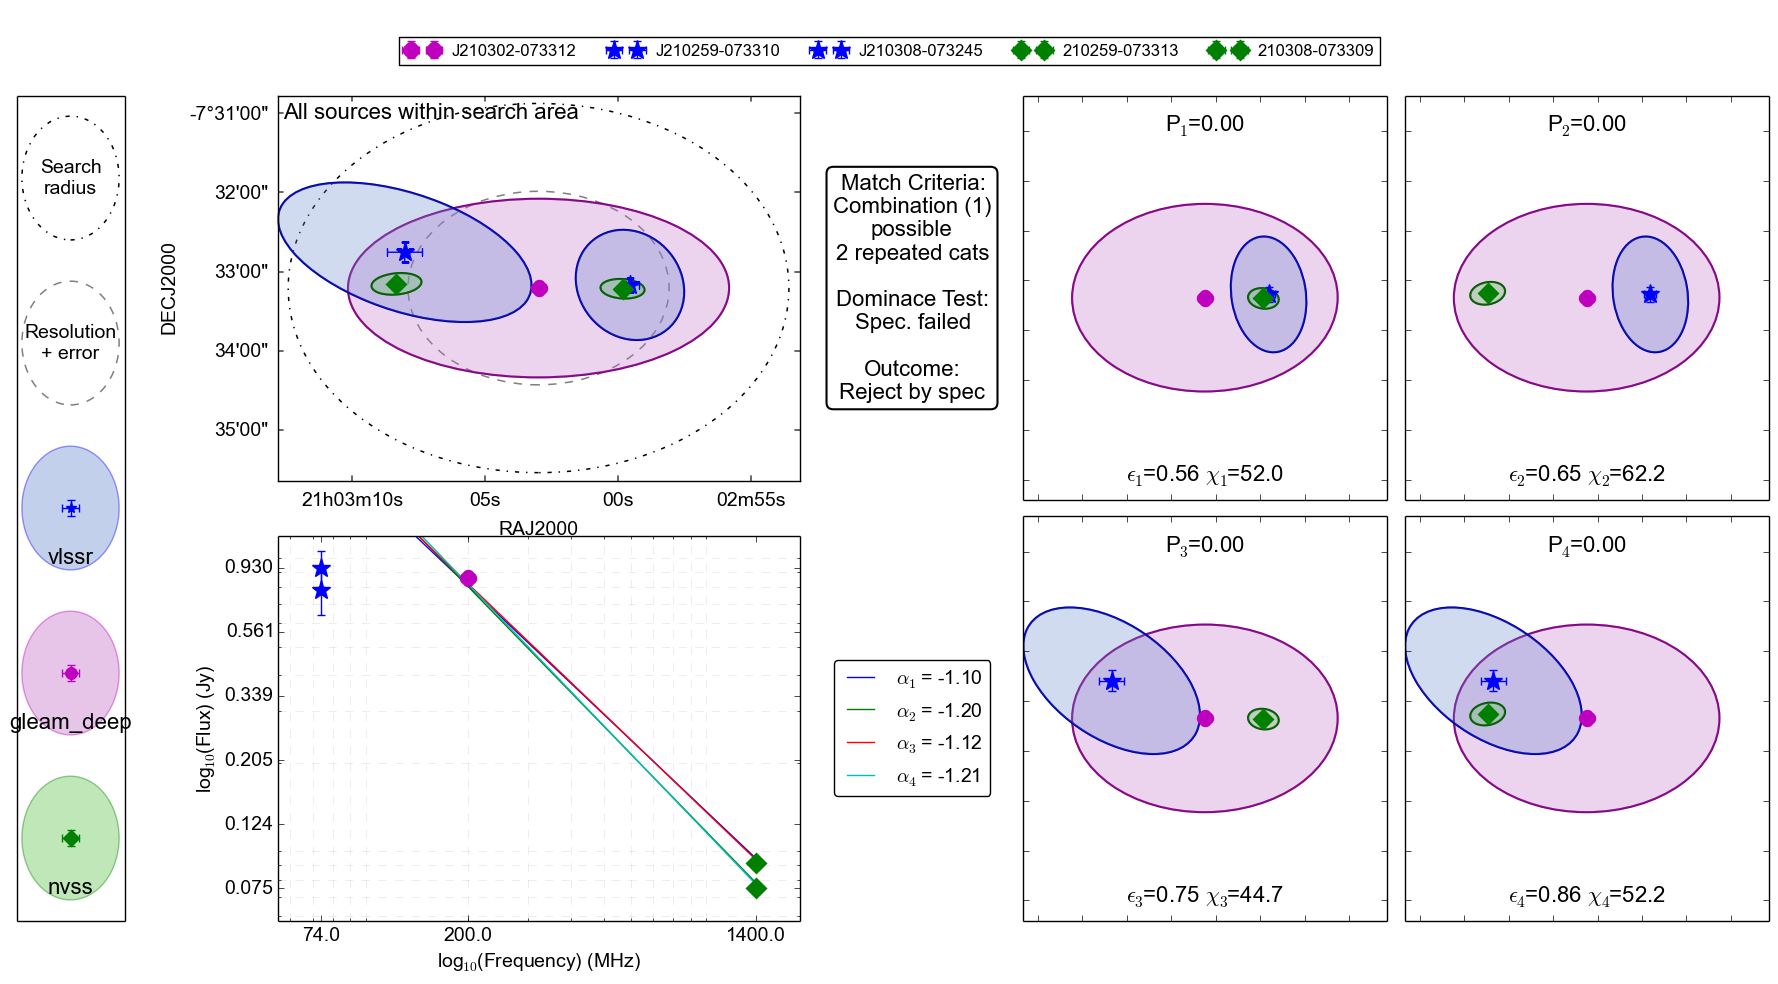 J210302-073312 J210259-073310 J210308-073245 210259-073313 210308-073309
Search
radius
Resolution
+ error
vlssr
gleam_deep
nvss
All sources within search area
-7°31'00"
32'00"
33'00"
34'00"
35'00"
DECJ2000
21h03m10s 05s 00s 02m55s
RAJ2000
Match Criteria:
Combination (1)
possible
2 repeated cats
Dominace Test:
Spec. failed
Outcome:
Reject by spec
P1=0.00
ϵ1=0.56 χ1=52.0
P2=0.00
ϵ2=0.65 χ2=62.2
0.930
0.561
0.339
0.205
0.124
0.075
log10(Flux) (Jy)
74.0 200.0 1400.0
log10(Frequency) (MHz)
α1 = -1.10
α2 = -1.20
α3 = -1.12
α4 = -1.21
P3=0.00
ϵ3=0.75 χ3=44.7
P4=0.00
ϵ4=0.86 χ4=52.2